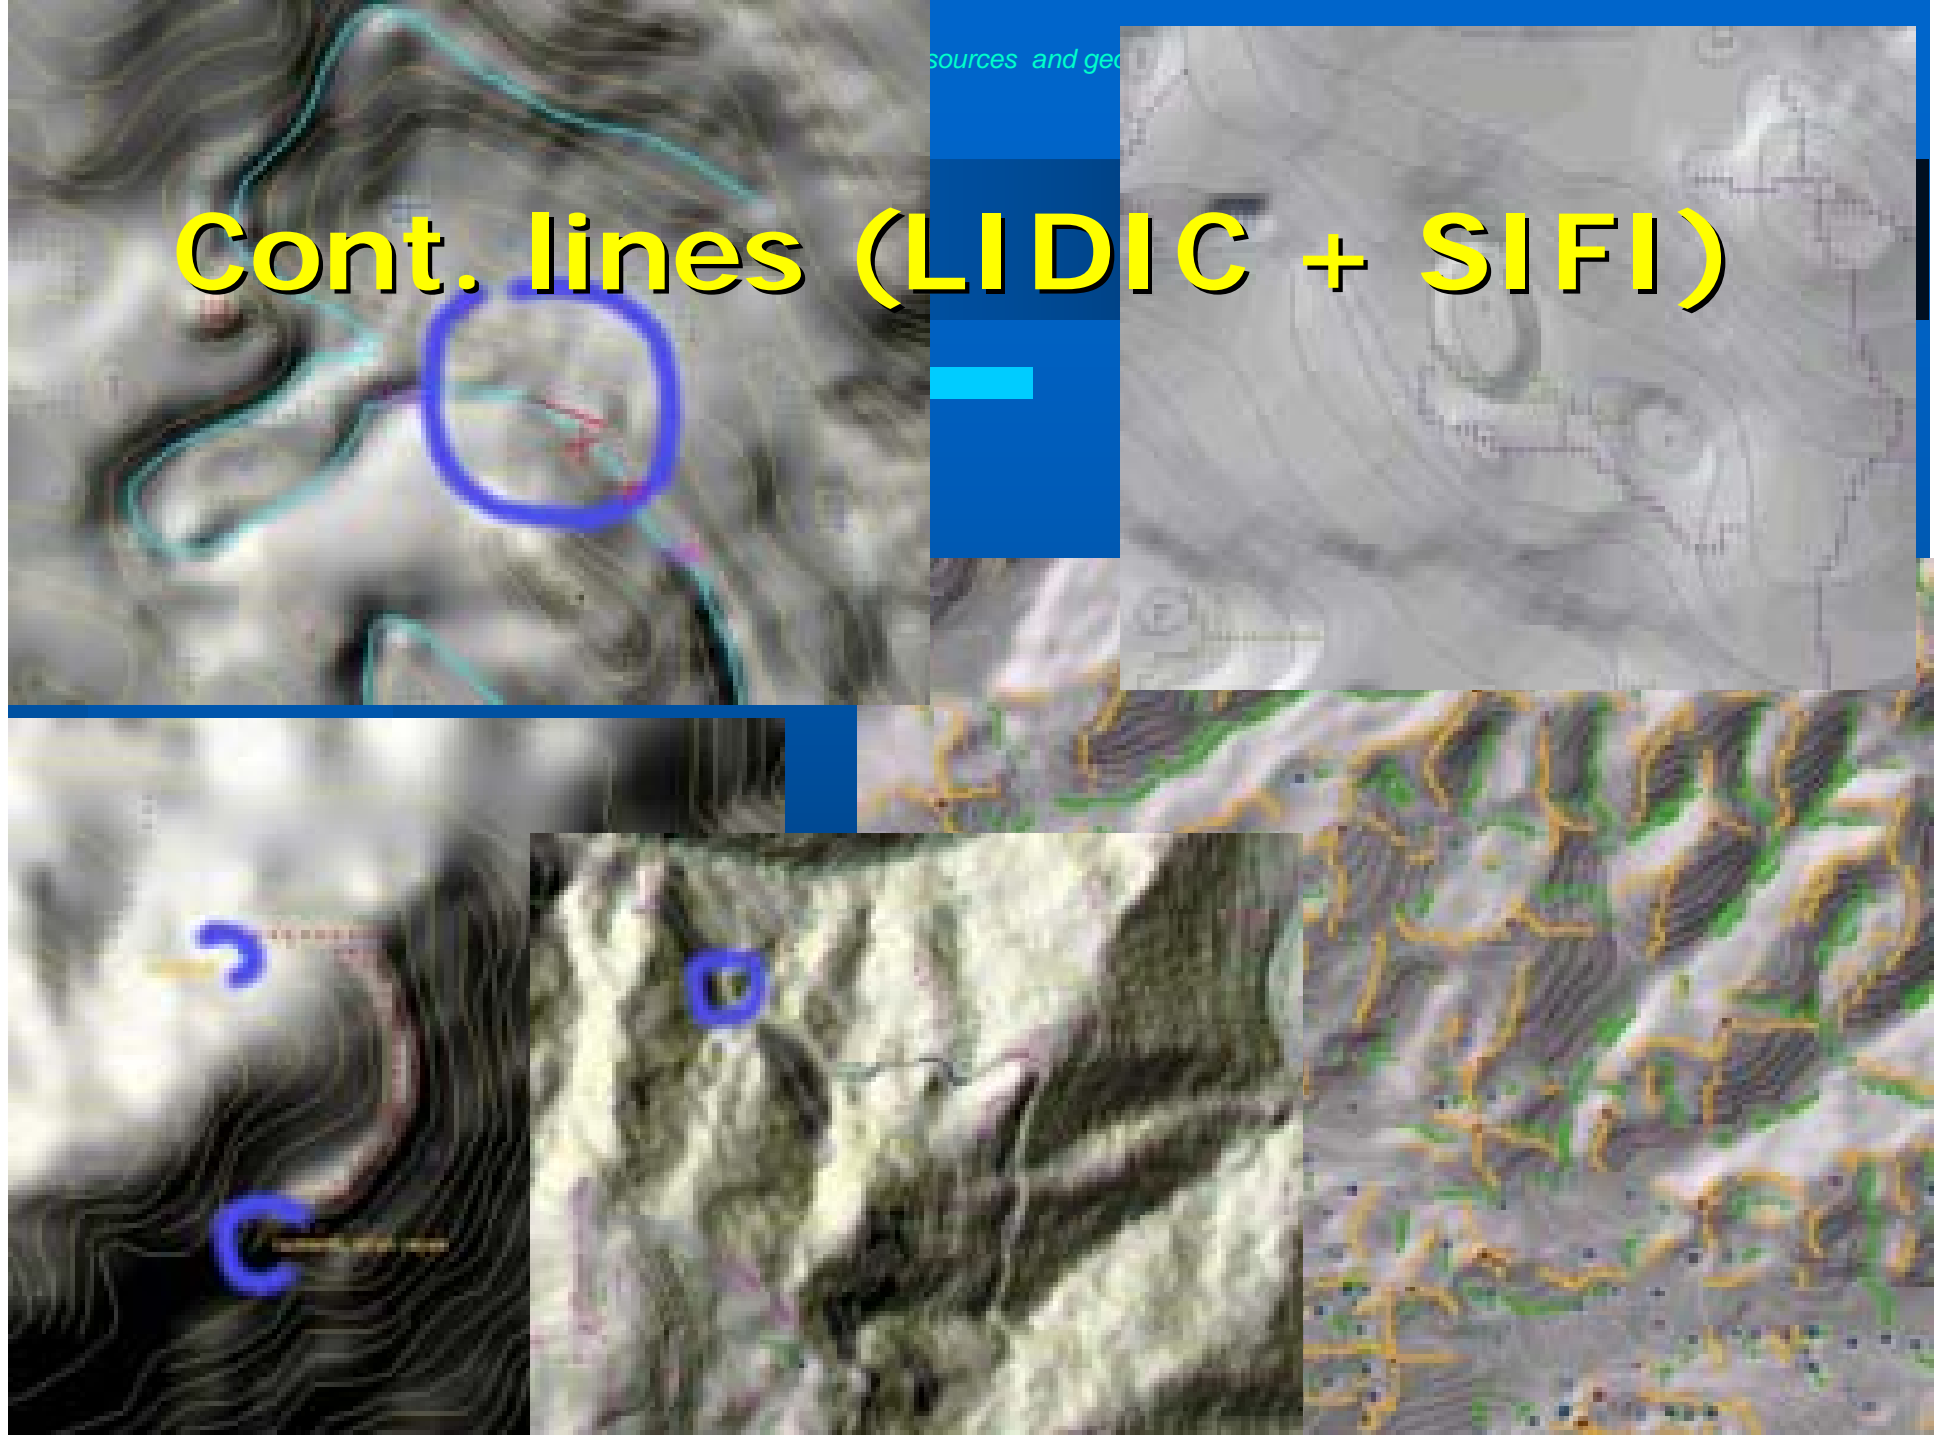 sources and geo
Cont. lines (LIDIC + SIFI)